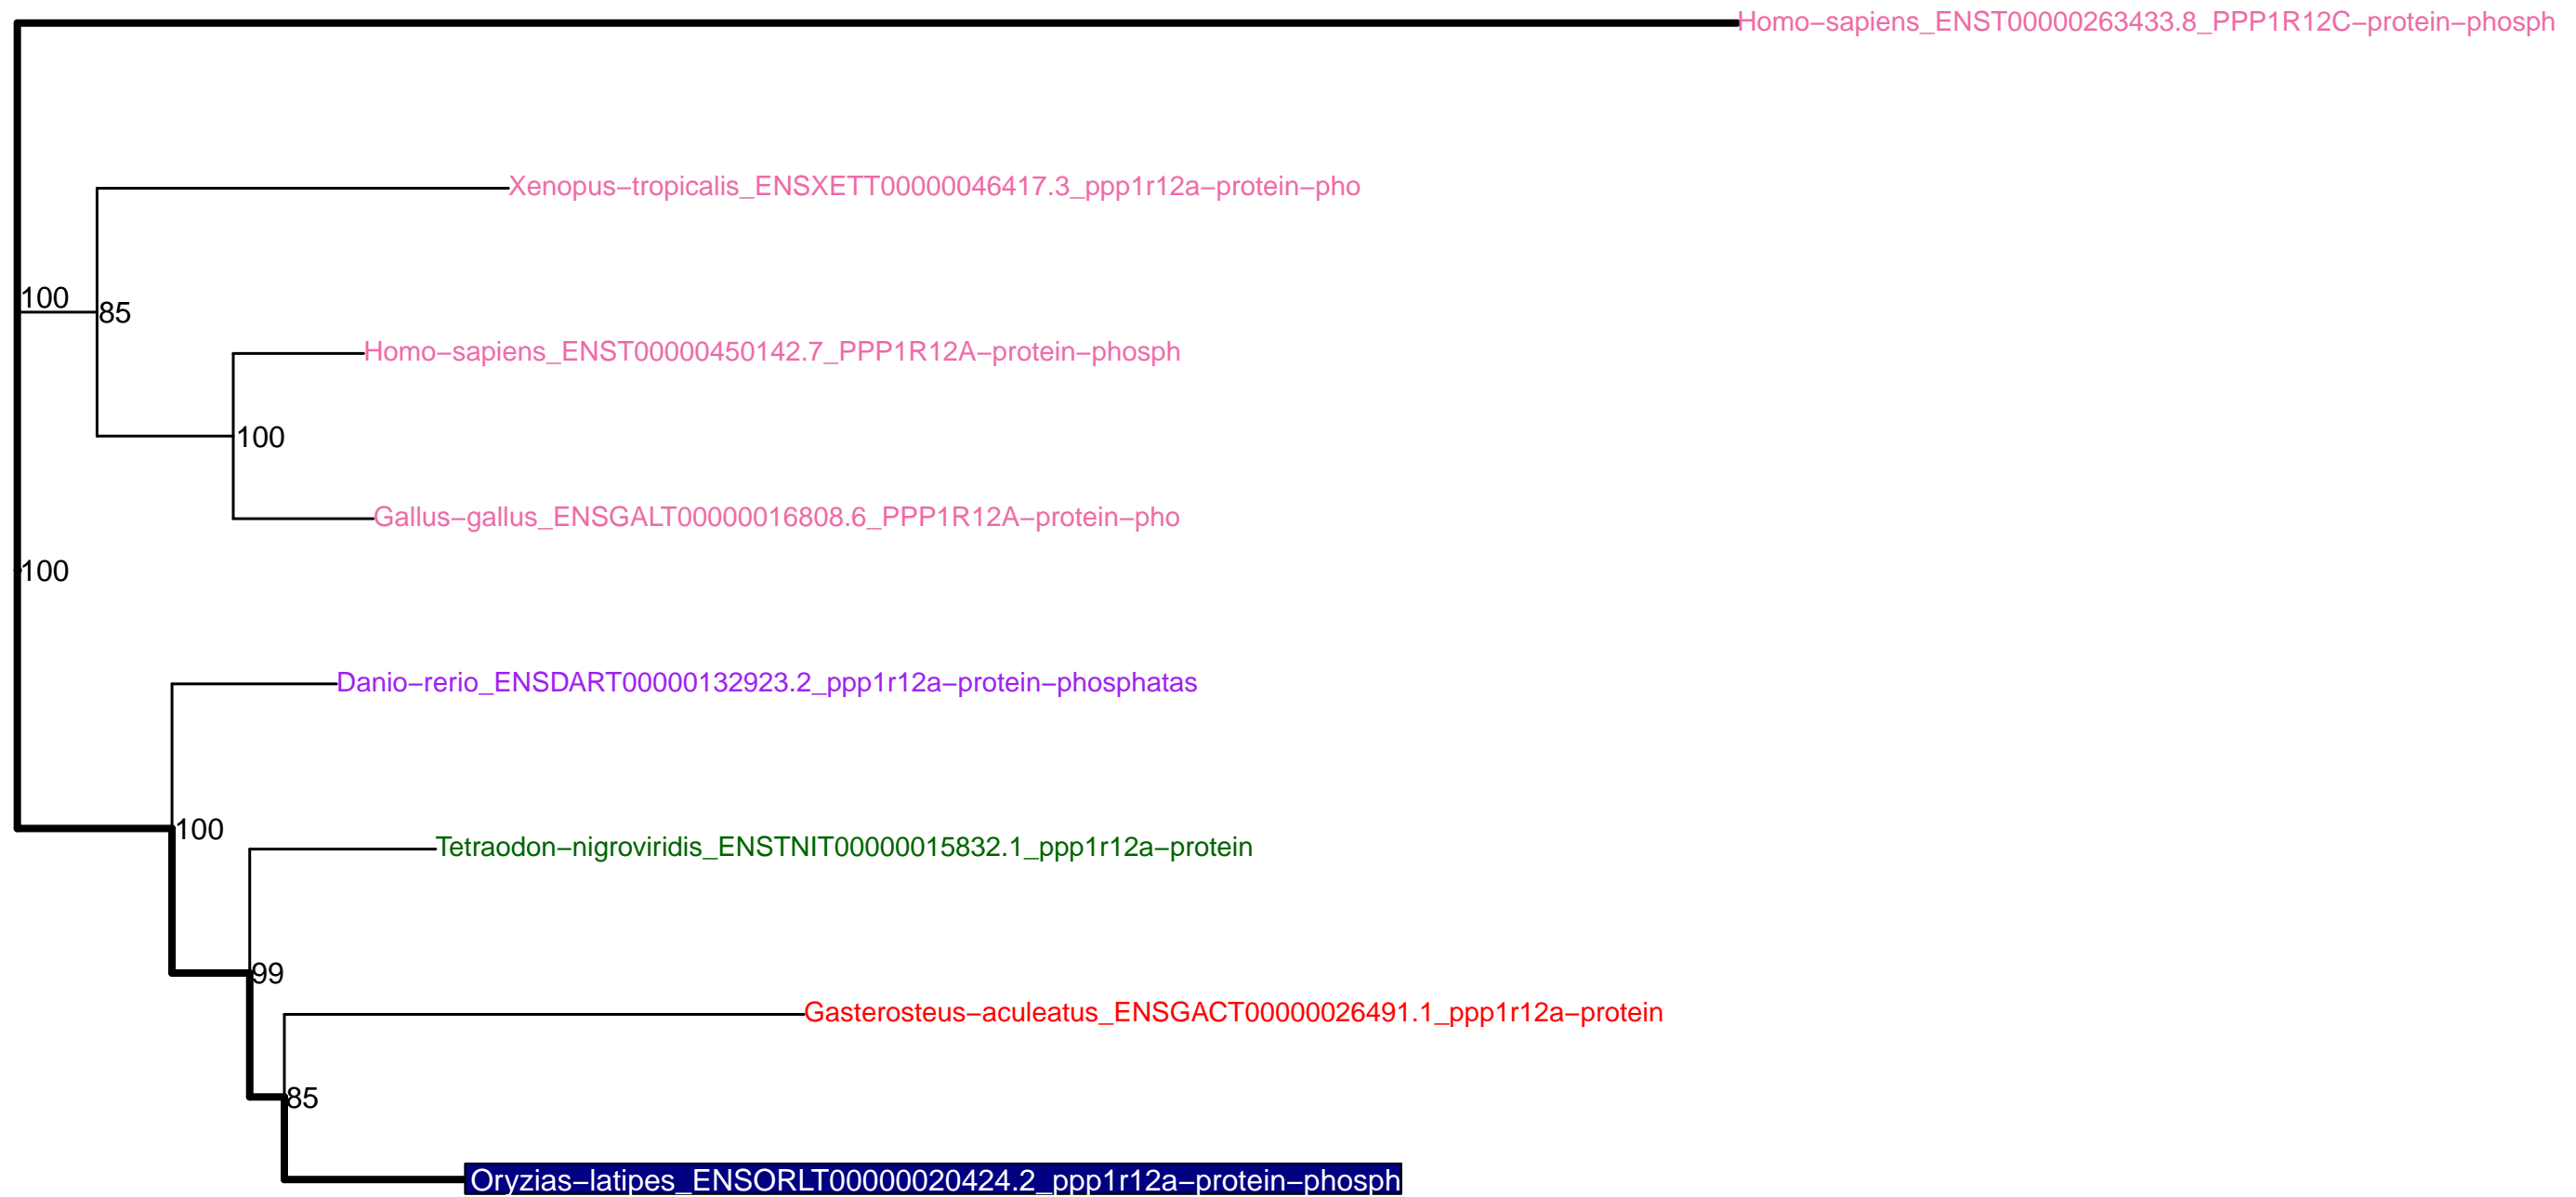 Homo−sapiens_ENST00000263433.8_PPP1R12C−protein−phosph
Xenopus−tropicalis_ENSXETT00000046417.3_ppp1r12a−protein−pho
100
85
Homo−sapiens_ENST00000450142.7_PPP1R12A−protein−phosph
100
Gallus−gallus_ENSGALT00000016808.6_PPP1R12A−protein−pho
100
Danio−rerio_ENSDART00000132923.2_ppp1r12a−protein−phosphatas
100
Tetraodon−nigroviridis_ENSTNIT00000015832.1_ppp1r12a−protein
99
Gasterosteus−aculeatus_ENSGACT00000026491.1_ppp1r12a−protein
85
Oryzias−latipes_ENSORLT00000020424.2_ppp1r12a−protein−phosph